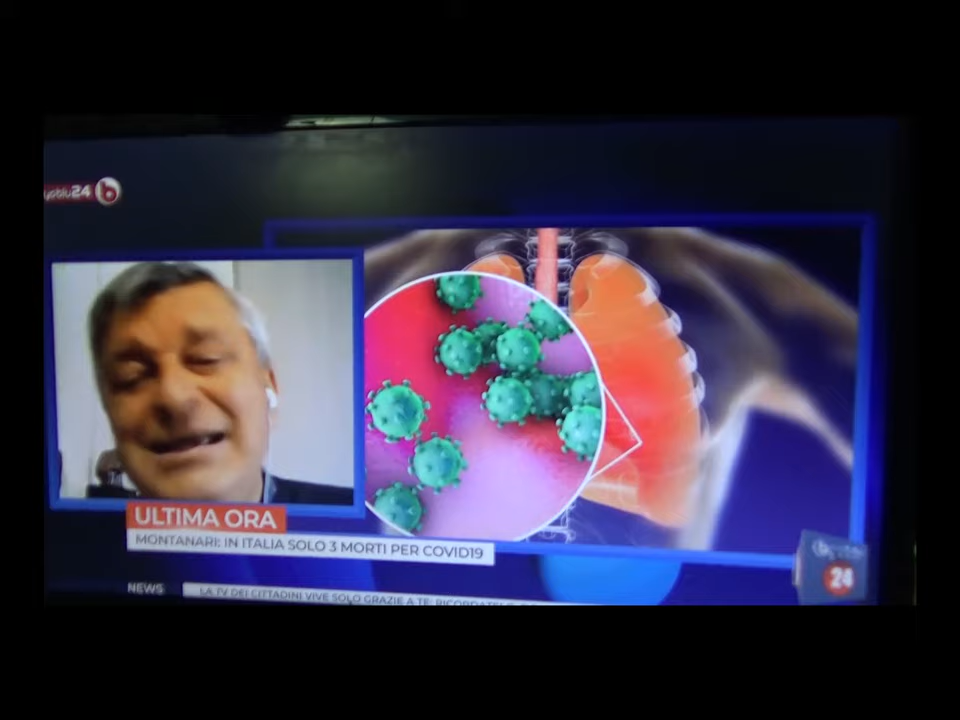 byoblu24
ULTIMA ORA
MONTANARI: IN ITALIA SOLO 3 MORTI PER COVID19
NEWS
LA TV DEI CITTADINI VIVE SOLO GRAZIE A TE: RICORDATI
24